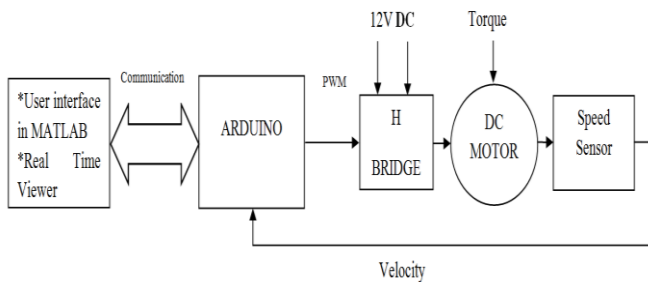 12V DC
Torque
Communication
PWM
*User interface
in MATLAB
*Real Time
Viewer
ARDUINO
H
BRIDGE
DC
MOTOR
Speed
Sensor
Velocity